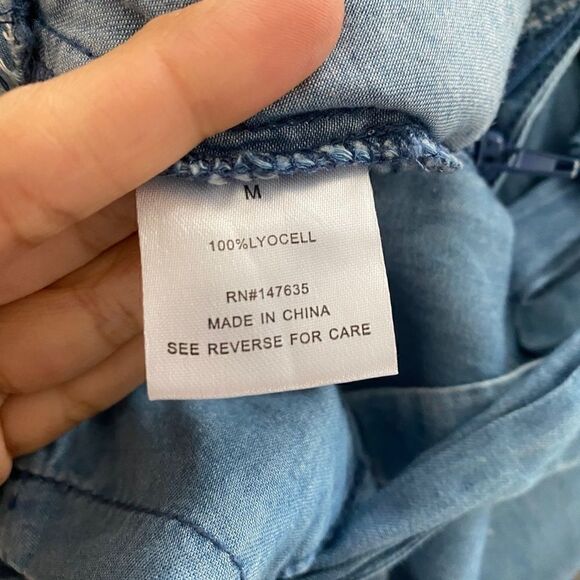 M
100%LYOCELL
RN#147635
MADE IN CHINA
SEE REVERSE FOR CARE